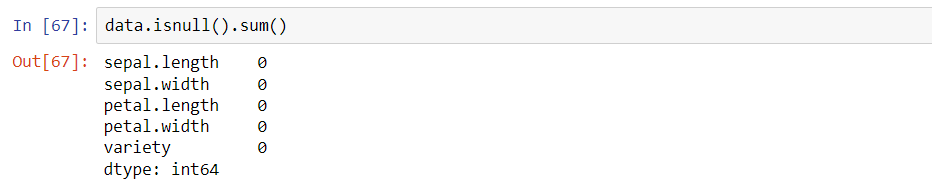 In [67]: data.isnull().sum()
Out[67]: sepal.length    0
sepal.width     0
petal.length    0
petal.width     0
variety         0
dtype: int64